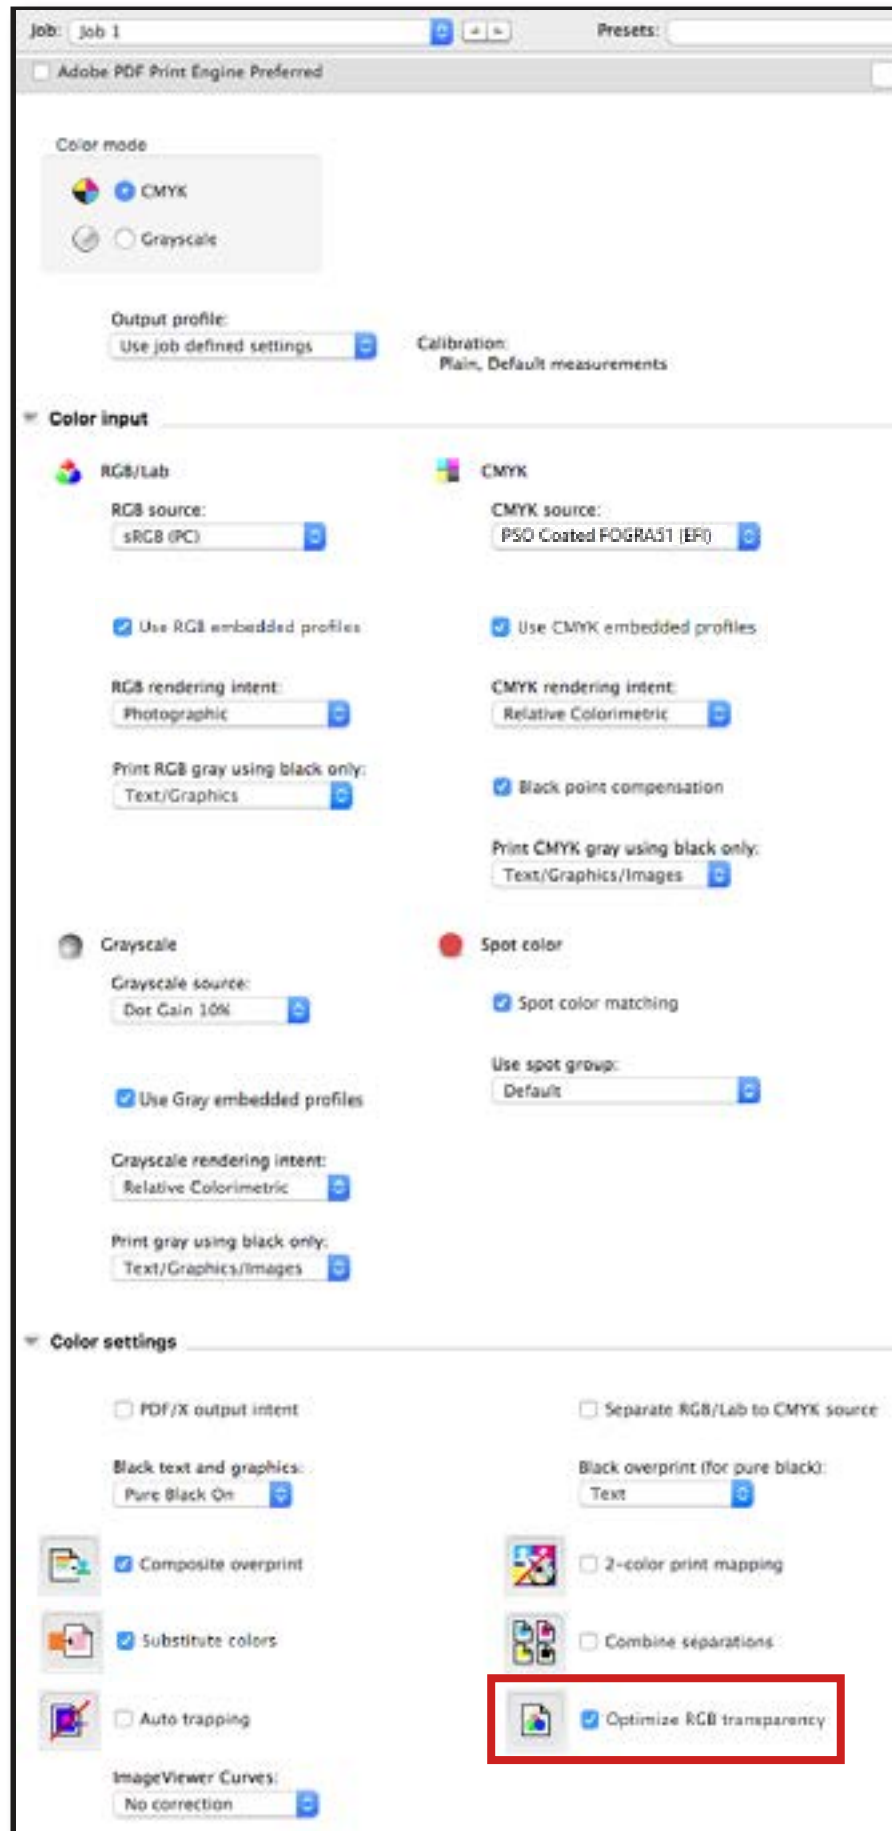 Job: Job 1 Presets:
Adobe PDF Print Engine Preferred
Color mode
CMYK
Grayscale
Output profile:
Use job defined settings
Calibration:
Plain, Default measurements
Color input
RGB/Lab
RGB source:
sRGB (PC)
Use RGB embedded profiles
RGB rendering intent:
Photographic
Print RGB gray using black only:
Text/Graphics
CMYK
CMYK source:
PSO Coated FOGRA51 (EFI)
Use CMYK embedded profiles
CMYK rendering intent:
Relative Colorimetric
Black point compensation
Print CMYK gray using black only:
Text/Graphics/Images
Grayscale
Grayscale source:
Dot Gain 10%
Use Gray embedded profiles
Grayscale rendering intent:
Relative Colorimetric
Print gray using black only:
Text/Graphics/Images
Spot color
Spot color matching
Use spot group:
Default
Color settings
PDF/X output intent
Separate RGB/Lab to CMYK source
Black text and graphics:
Pure Black On
Black overprint (for pure black):
Text
Composite overprint
2-color print mapping
Substitute colors
Combine separations
Auto trapping
Optimize RGB transparency
ImageViewer Curves:
No correction